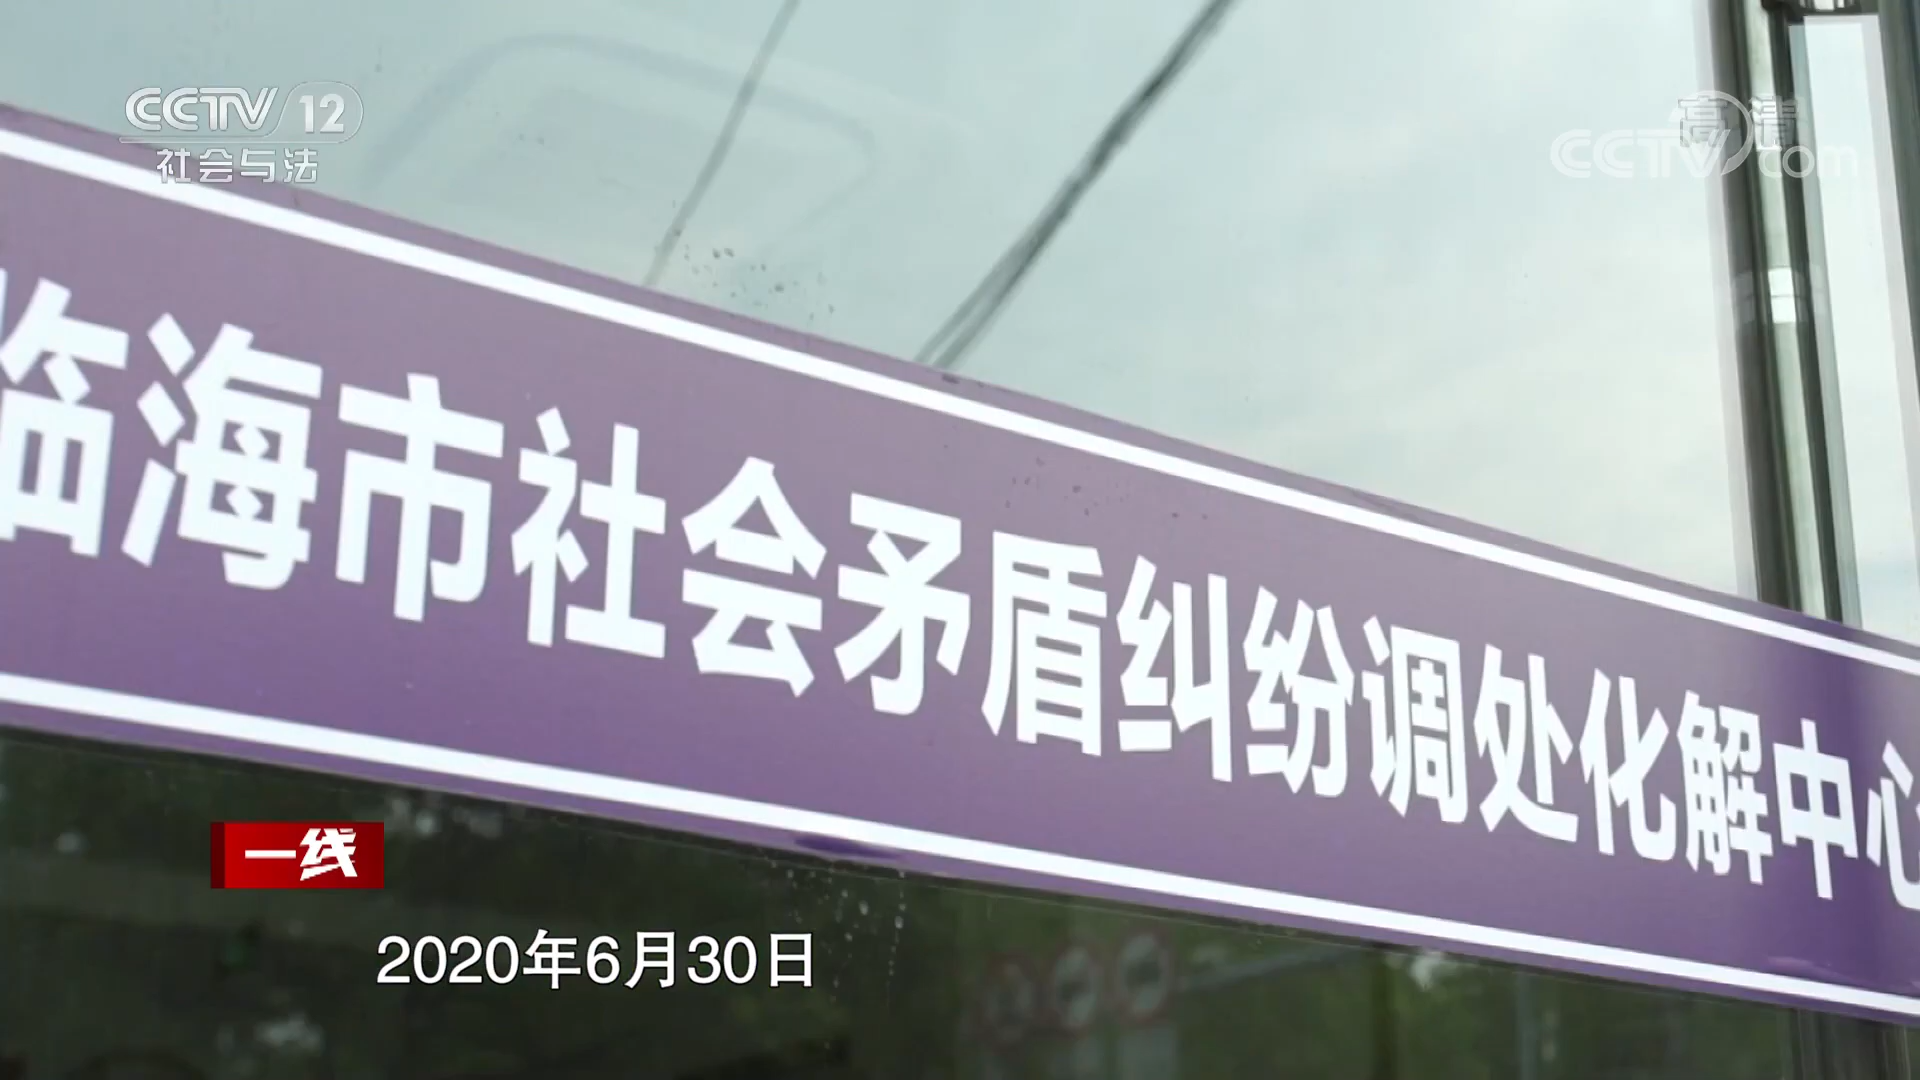 CCTV 12
社会与法
高清
CCTV.com
临海市社会矛盾纠纷调处化解中心
一线
2020年6月30日